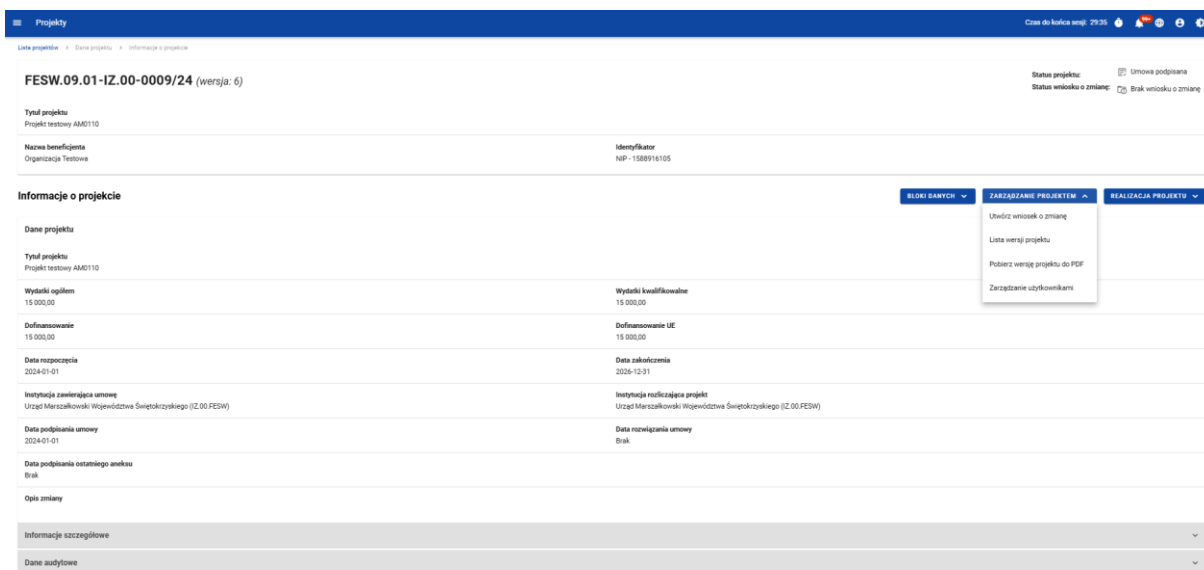 Projekty
Czas do końca sesji: 29:35
99+
Lista projektów > Dane projektu > Informacje o projekcie
FESW.09.01-IZ.00-0009/24 (wersja: 6)
Status projektu: Umowa podpisana
Status wniosku o zmianę: Brak wniosku o zmianę
Tytuł projektu
Projekt testowy AM0110
Nazwa beneficjenta
Organizacja Testowa
Identyfikator
NIP - 1588916105
Informacje o projekcie
BLOKI DANYCH
ZARZĄDZANIE PROJEKTEM
REALIZACJA PROJEKTU
Utwórz wniosek o zmianę
Lista wersji projektu
Pobierz wersję projektu do PDF
Zarządzanie użytkownikami
Dane projektu
Tytuł projektu
Projekt testowy AM0110
Wydatki ogółem
15 000,00
Wydatki kwalifikowalne
15 000,00
Dofinansowanie
15 000,00
Dofinansowanie UE
15 000,00
Data rozpoczęcia
2024-01-01
Data zakończenia
2026-12-31
Instytucja zawierająca umowę
Urząd Marszałkowski Województwa Świętokrzyskiego (IZ.00.FESW)
Instytucja rozliczająca projekt
Urząd Marszałkowski Województwa Świętokrzyskiego (IZ.00.FESW)
Data podpisania umowy
2024-01-01
Data rozwiązania umowy
Brak
Data podpisania ostatniego aneksu
Brak
Opis zmiany
Informacje szczegółowe
Dane audytowe